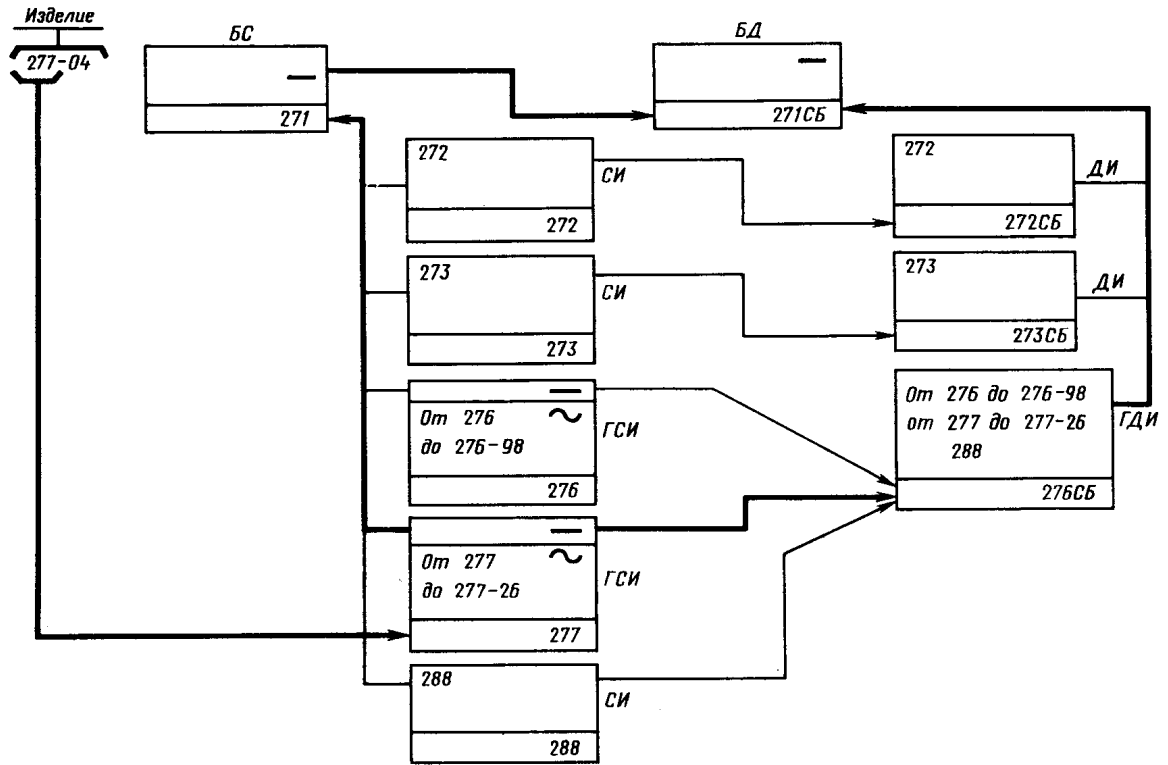 Изделие
277-04
БС
271
БД
271СБ
272
272
СИ
272
272СБ
ДИ
273
273
СИ
273
273СБ
ДИ
От 276
до 276-98
276
ГСИ
От 276 до 276-98
от 277 до 277-26
288
276СБ
ГДИ
От 277
до 277-26
277
ГСИ
288
288
СИ